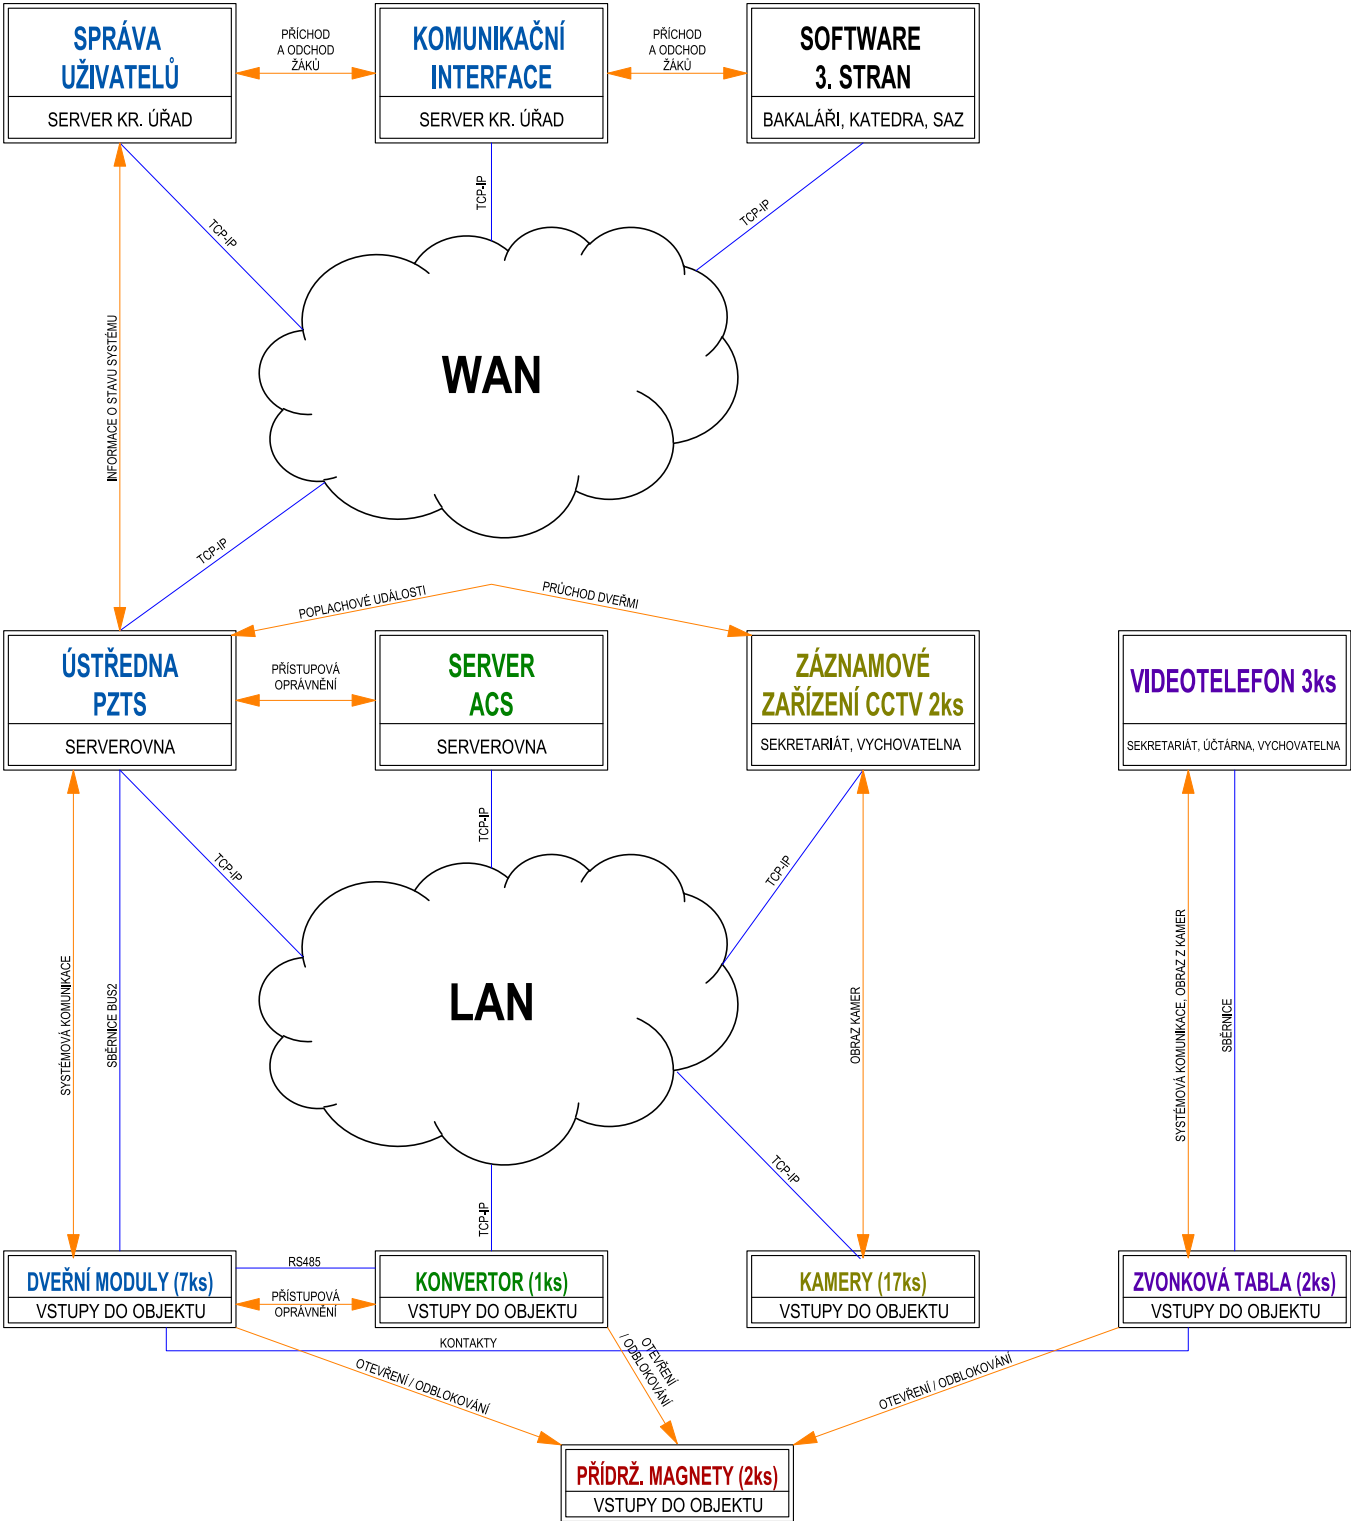 SPRÁVA
UŽIVATELŮ
SERVER KR. ÚŘAD
PŘÍCHOD
A ODCHOD
ŽÁKŮ
KOMUNIKAČNÍ
INTERFACE
SERVER KR. ÚŘAD
PŘÍCHOD
A ODCHOD
ŽÁKŮ
SOFTWARE
3. STRAN
BAKALÁŘI, KATEDRA, SAZ
TCP-IP
TCP-IP
TCP-IP
INFORMACE O STAVU SYSTÉMU
WAN
TCP-IP
POPLACHOVÉ UDÁLOSTI
PRŮCHOD DVEŘMI
ÚSTŘEDNA
PZTS
SERVEROVNA
PŘÍSTUPOVÁ
OPRÁVNĚNÍ
SERVER
ACS
SERVEROVNA
ZÁZNAMOVÉ
ZAŘÍZENÍ CCTV 2ks
SEKRETARIÁT, VYCHOVATELNA
VIDEOTELEFON 3ks
SEKRETARIÁT, ÚČTÁRNA, VYCHOVATELNA
TCP-IP
TCP-IP
TCP-IP
SYSTÉMOVÁ KOMUNIKACE
SBĚRNICE BUS2
LAN
OBRAZ KAMER
SYSTÉMOVÁ KOMUNIKACE, OBRAZ Z KAMER
SBĚRNICE
TCP-IP
TCP-IP
DVEŘNÍ MODULY (7ks)
VSTUPY DO OBJEKTU
RS485
PŘÍSTUPOVÁ
OPRÁVNĚNÍ
KONVERTOR (1ks)
VSTUPY DO OBJEKTU
KAMERY (17ks)
VSTUPY DO OBJEKTU
ZVONKOVÁ TABLA (2ks)
VSTUPY DO OBJEKTU
KONTAKTY
OTEVŘENÍ / ODBLOKOVÁNÍ
OTEVŘENÍ
/ ODBLOKOVÁNÍ
OTEVŘENÍ / ODBLOKOVÁNÍ
PŘÍDRŽ. MAGNETY (2ks)
VSTUPY DO OBJEKTU